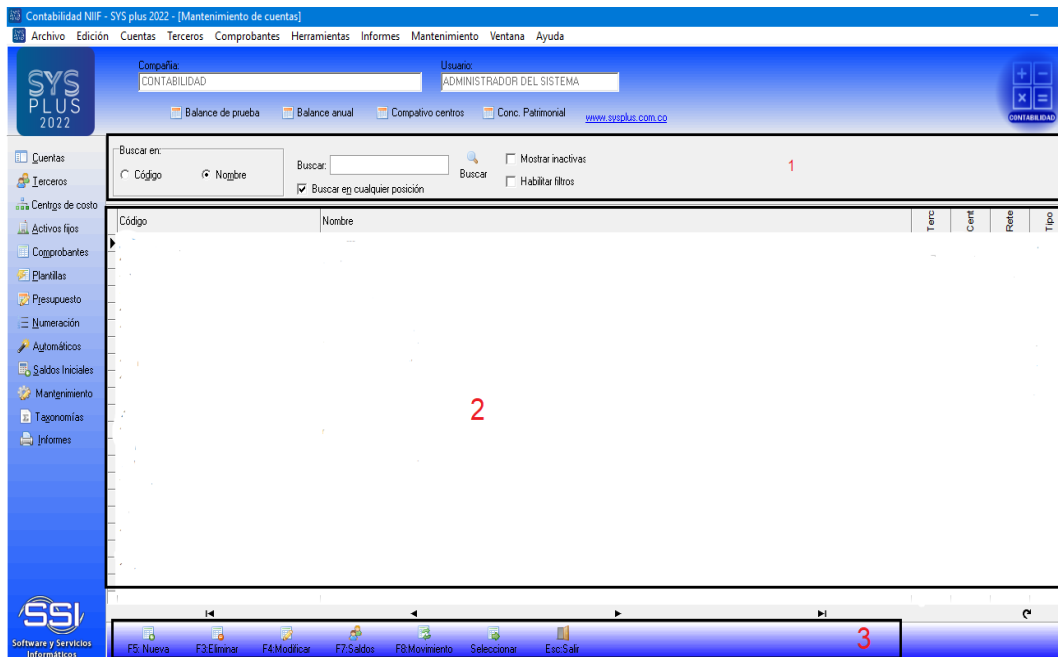 Contabilidad NIIF - SYS plus 2022 - [Mantenimiento de cuentas]
Archivo Edición Cuentas Terceros Comprobantes Herramientas Informes Mantenimiento Ventana Ayuda
SYS
PLUS
2022
Compañia: Usuario:
CONTABILIDAD ADMINISTRADOR DEL SISTEMA
Balance de prueba Balance anual Compativo centros Conc. Patrimonial www.sysplus.com.co
CONTABILIDAD
Cuentas
Terceros
Centros de costo
Activos fijos
Comprobantes
Plantillas
Presupuesto
Numeración
Automáticos
Saldos Iniciales
Mantenimiento
Taxonomías
Informes
SSI
Software y Servicios
Informáticos
Buscar en:
Código Nombre
Buscar:
Buscar en cualquier posición
Buscar
Mostrar inactivas
Habilitar filtros
1
Código Nombre Terc Cent Rete Tipo
2
F5: Nueva F3:Eliminar F4:Modificar F7:Saldos F8:Movimiento Seleccionar Esc:Salir
3